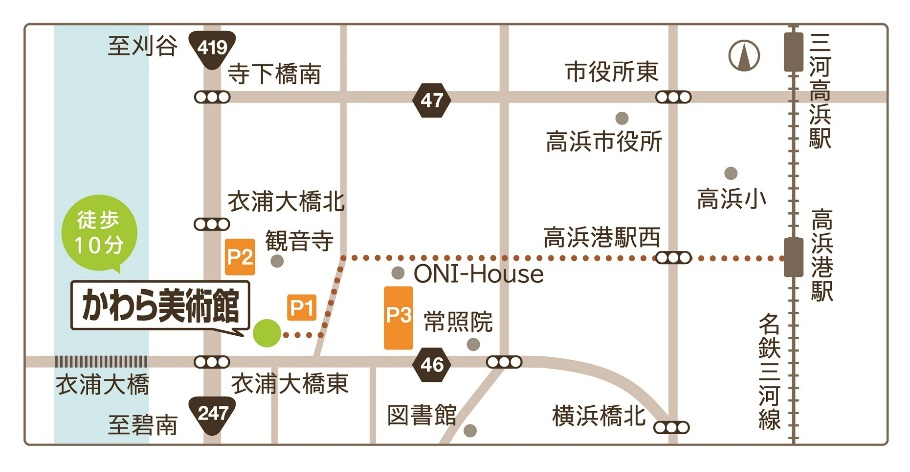 至刈谷
419
寺下橋南
47
市役所東
高浜市役所
三河高浜駅
高浜小
徒歩
10分
衣浦大橋北
観音寺
P2
高浜港駅西
高浜港駅
ONI-House
かわら美術館
P1
P3
常照院
名鉄三河線
衣浦大橋
衣浦大橋東
46
至碧南
247
図書館
横浜橋北